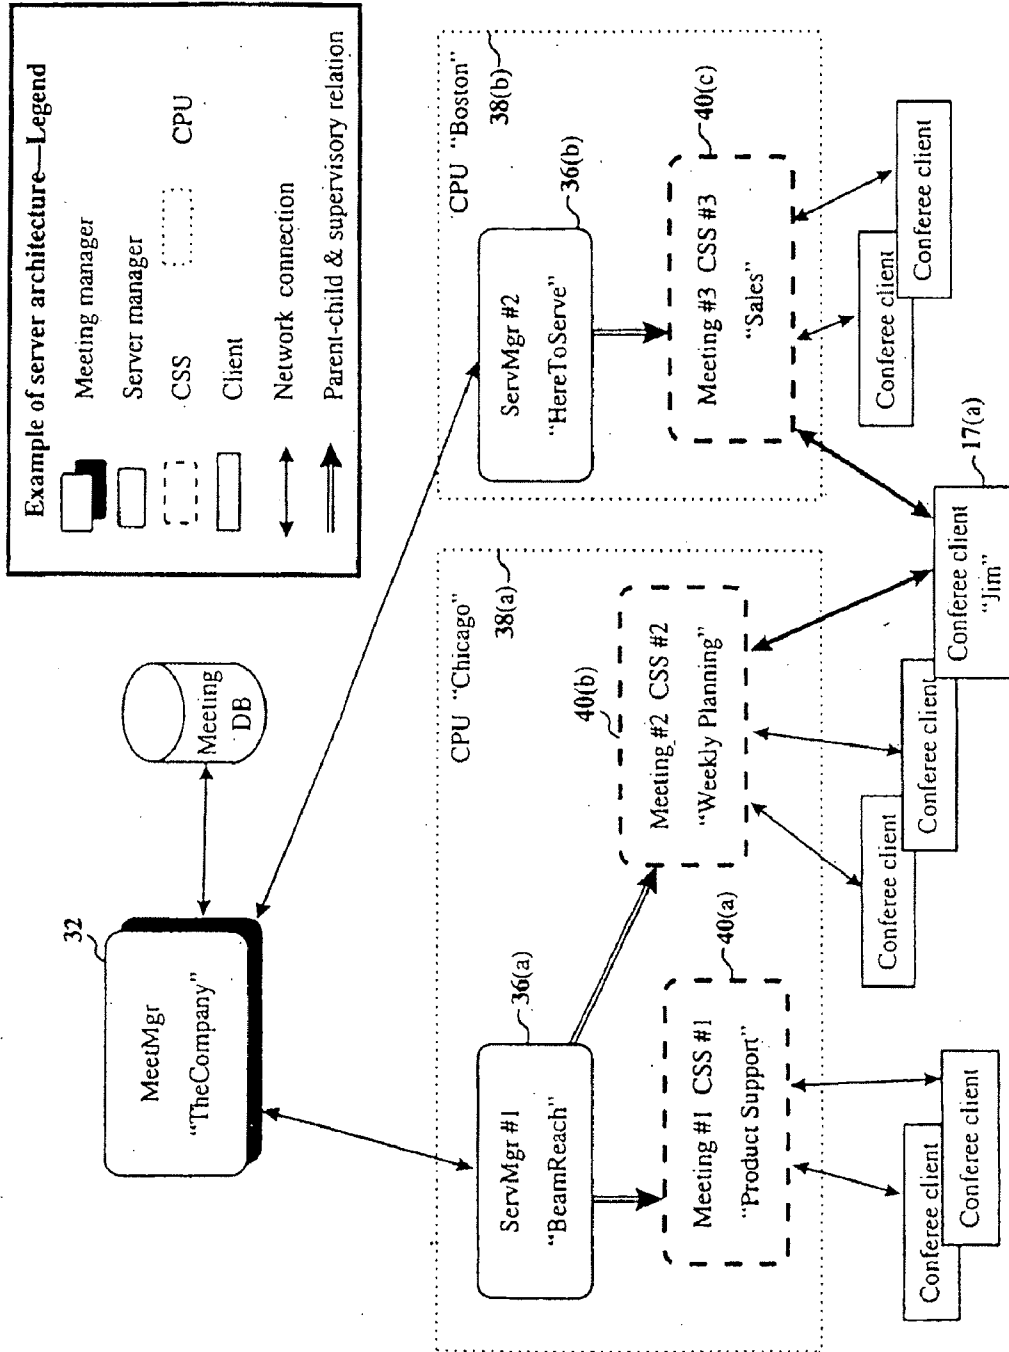 Example of server architecture—Legend
Meeting manager
Server manager
CSS
CPU
Client
Network connection
Parent-child & supervisory relation
32
MeetMgr
“TheCompany”
Meeting
DB
CPU “Chicago”
38(a)
ServMgr #1
“BeamReach”
36(a)
Meeting #1 CSS #1
“Product Support”
40(a)
40(b)
Meeting #2 CSS #2
“Weekly Planning”
CPU “Boston”
38(b)
ServMgr #2
“HereToServe”
36(b)
Meeting #3 CSS #3
“Sales”
40(c)
Conferee client
Conferee client
Conferee client
Conferee client
Conferee client
“Jim”
17(a)
Conferee client
Conferee client